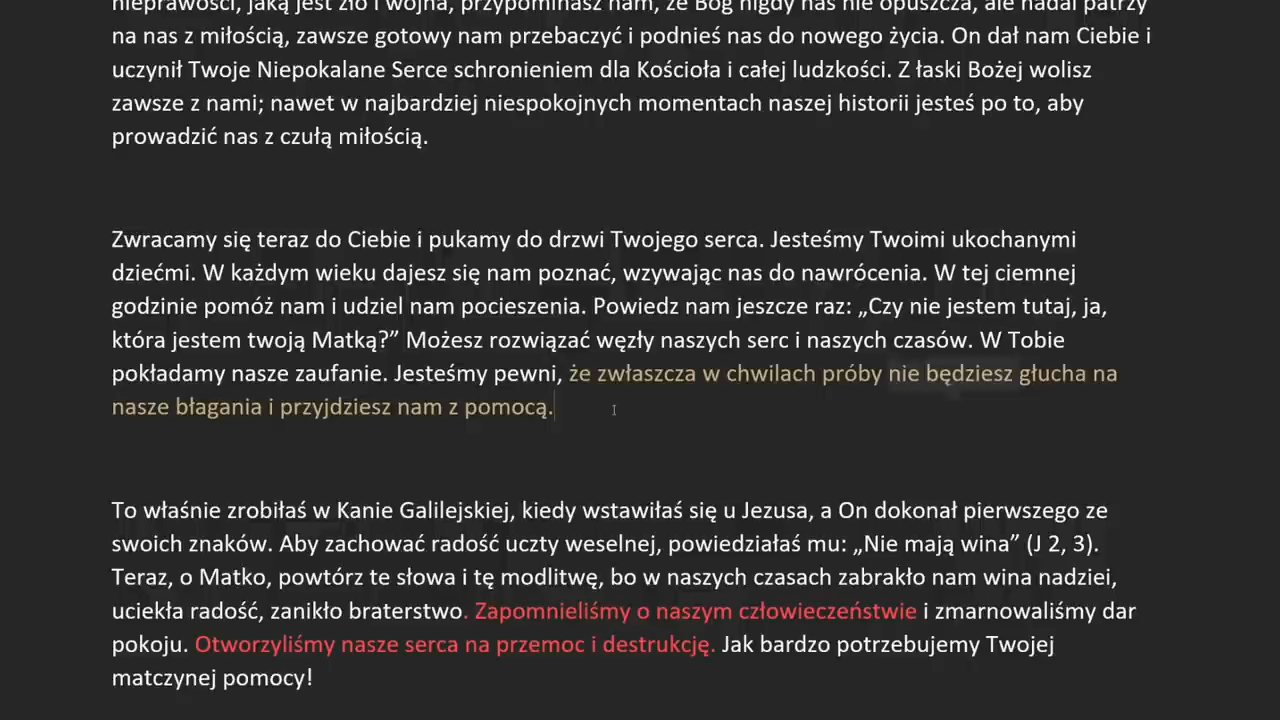 nieprawości, jaką jest zło i wojna, przypominasz nam, że Bóg nigdy nas nie opuszcza, ale nadal patrzy
na nas z miłością, zawsze gotowy nam przebaczyć i podnieś nas do nowego życia. On dał nam Ciebie i
uczynił Twoje Niepokalane Serce schronieniem dla Kościoła i całej ludzkości. Z łaski Bożej wolisz
zawsze z nami; nawet w najbardziej niespokojnych momentach naszej historii jesteś po to, aby
prowadzić nas z czułą miłością.
Zwracamy się teraz do Ciebie i pukamy do drzwi Twojego serca. Jesteśmy Twoimi ukochanymi
dziećmi. W każdym wieku dajesz się nam poznać, wzywając nas do nawrócenia. W tej ciemnej
godzinie pomóż nam i udziel nam pocieszenia. Powiedz nam jeszcze raz: „Czy nie jestem tutaj, ja,
która jestem twoją Matką?” Możesz rozwiązać węzły naszych serc i naszych czasów. W Tobie
pokładamy nasze zaufanie. Jesteśmy pewni, że zwłaszcza w chwilach próby nie będziesz głucha na
nasze błagania i przyjdziesz nam z pomocą.
To właśnie zrobiłaś w Kanie Galilejskiej, kiedy wstawiłaś się u Jezusa, a On dokonał pierwszego ze
swoich znaków. Aby zachować radość uczty weselnej, powiedziałaś mu: „Nie mają wina” (J 2, 3).
Teraz, o Matko, powtórz te słowa i tę modlitwę, bo w naszych czasach zabrakło nam wina nadziei,
uciekła radość, zanikło braterstwo. Zapomnieliśmy o naszym człowieczeństwie i zmarnowaliśmy dar
pokoju. Otworzyliśmy nasze serca na przemoc i destrukcję. Jak bardzo potrzebujemy Twojej
matczynej pomocy!